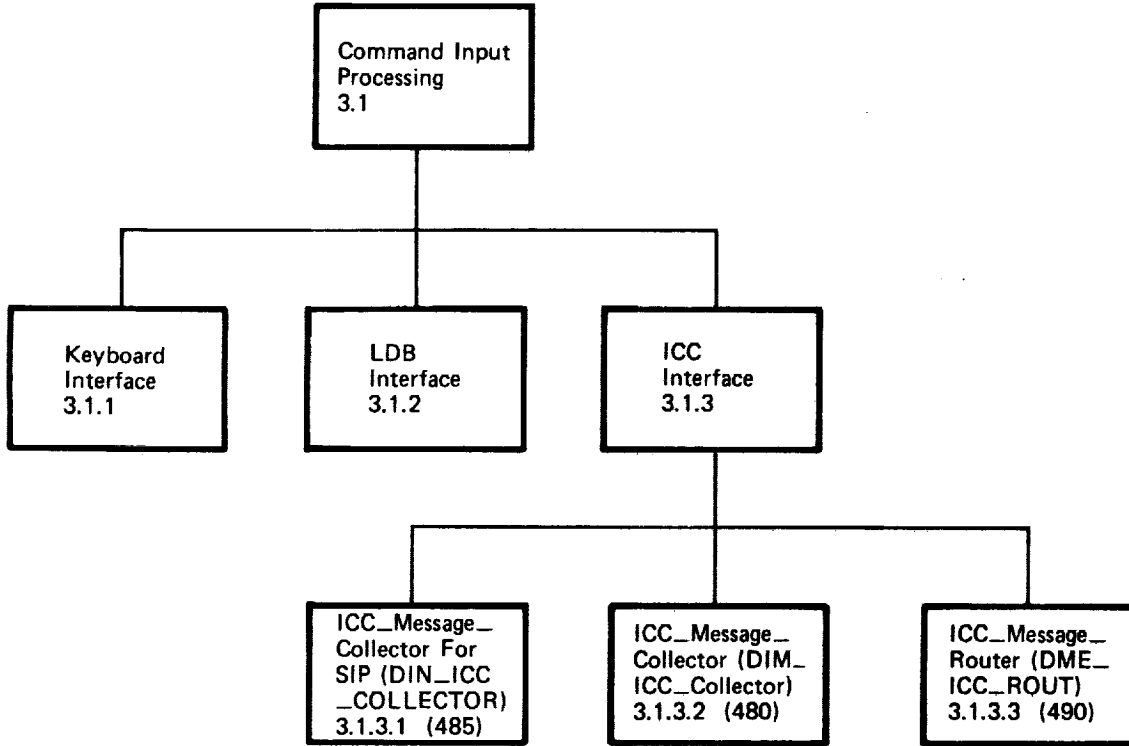 Command Input
Processing
3.1
Keyboard
Interface
3.1.1
LDB
Interface
3.1.2
ICC
Interface
3.1.3
ICC_Message_
Collector For
SIP (DIN_ICC
_COLLECTOR)
3.1.3.1 (485)
ICC_Message_
Collector (DIM_
ICC_Collector)
3.1.3.2 (480)
ICC_Message_
Router (DME_
ICC_ROUT)
3.1.3.3 (490)